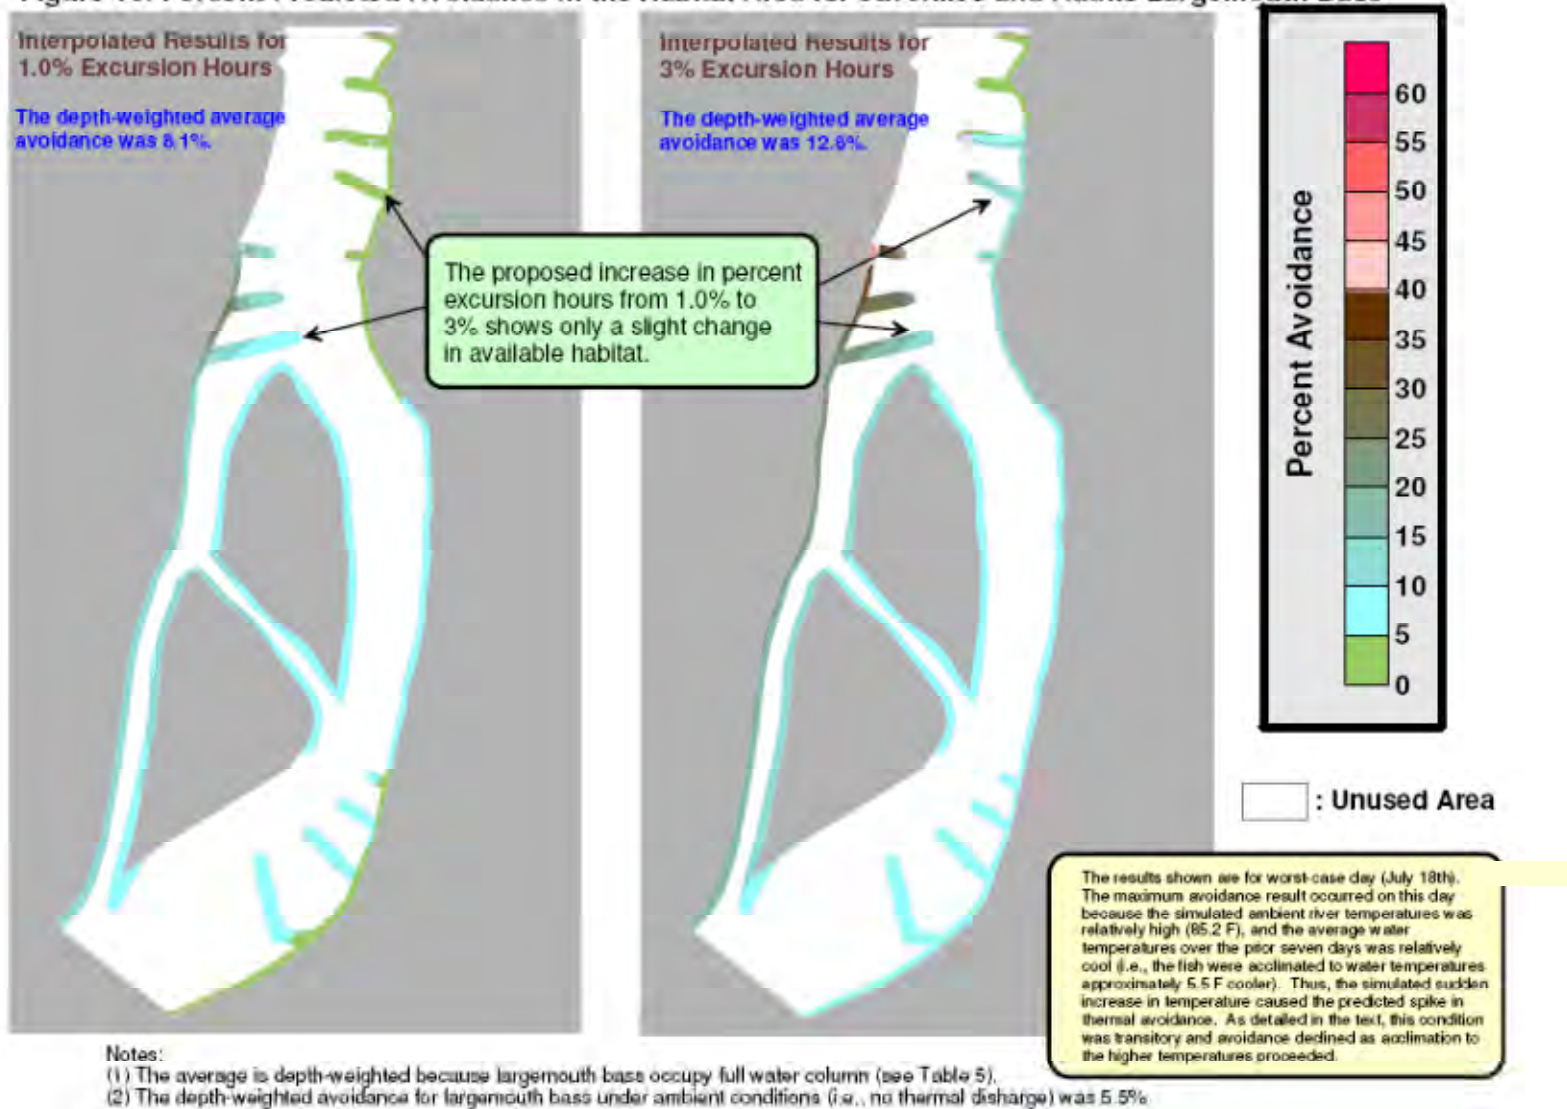 Interpolated Results for
1.0% Excursion Hours
The depth-weighted average
avoidance was 8.1%.
Interpolated Results for
3% Excursion Hours
The depth-weighted average
avoidance was 12.6%.
The proposed increase in percent
excursion hours from 1.0% to
3% shows only a slight change
in available habitat.
Percent Avoidance
60
55
50
45
40
35
30
25
20
15
10
5
0
: Unused Area
The results shown are for worst-case day (July 18th).
The maximum avoidance result occurred on this day
because the simulated ambient river temperatures was
relatively high (85.2 F), and the average water
temperatures over the prior seven days was relatively
cool (i.e., the fish were acclimated to water temperatures
approximately 5.5 F cooler). Thus, the simulated sudden
increase in temperature caused the predicted spike in
thermal avoidance. As detailed in the text, this condition
was transitory and avoidance declined as acclimation to
the higher temperatures proceeded.
Notes:
(1) The average is depth-weighted because largemouth bass occupy full water column (see Table 5).
(2) The depth-weighted avoidance for largemouth bass under ambient conditions (i.e., no thermal disharge) was 5.5%